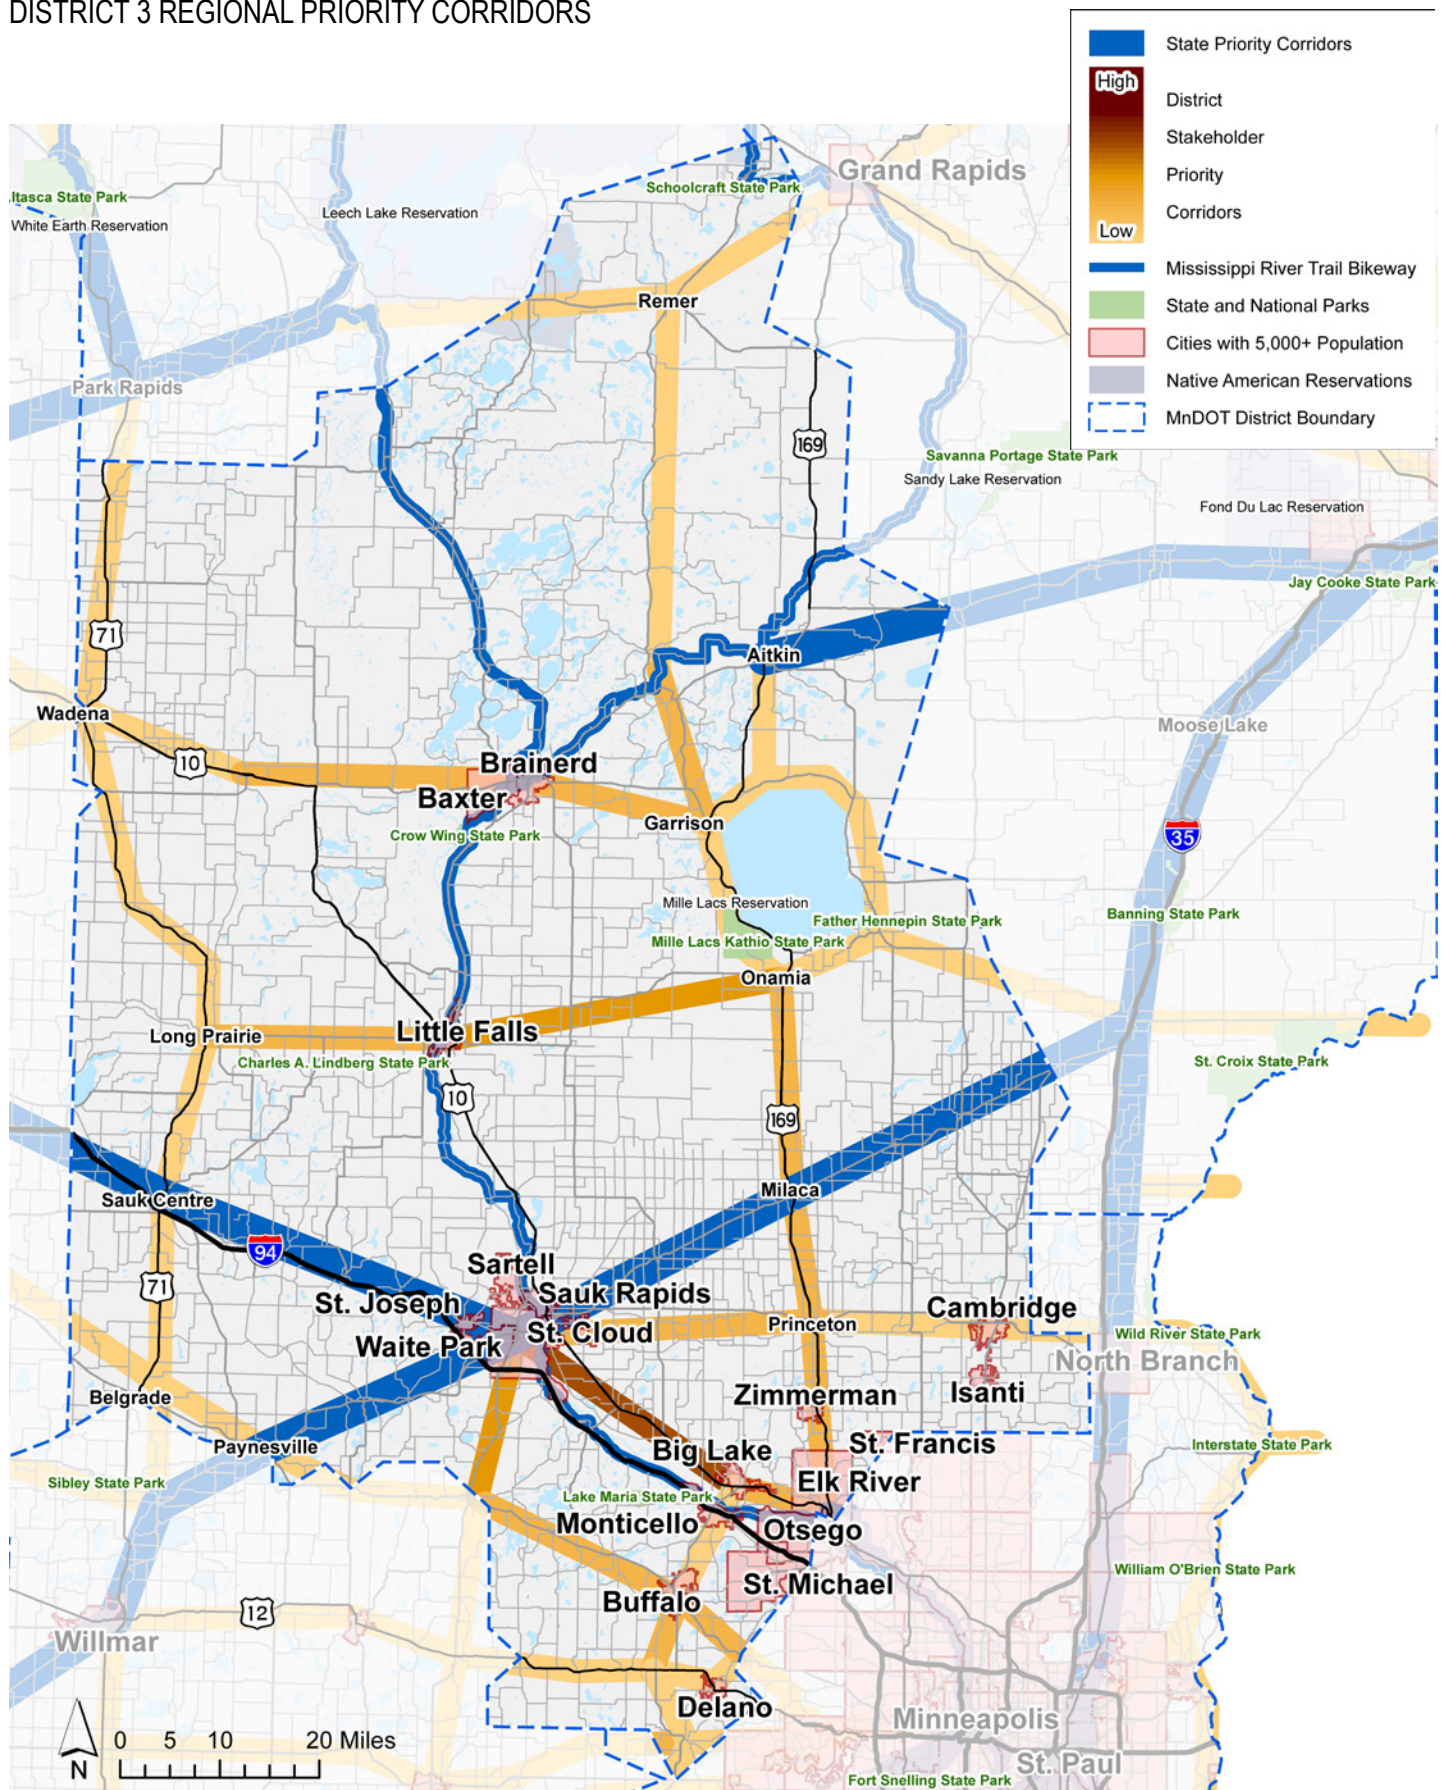 DISTRICT 3 REGIONAL PRIORITY CORRIDORS
State Priority Corridors
High
District
Stakeholder
Priority
Corridors
Low
Mississippi River Trail Bikeway
State and National Parks
Cities with 5,000+ Population
Native American Reservations
MnDOT District Boundary
Grand Rapids
Schoolcraft State Park
Itasca State Park
White Earth Reservation
Leech Lake Reservation
Remer
Park Rapids
169
Savanna Portage State Park
Sandy Lake Reservation
Fond Du Lac Reservation
Jay Cooke State Park
71
Aitkin
Wadena
Moose Lake
10
Brainerd
Baxter
Garrison
Crow Wing State Park
35
Mille Lacs Reservation
Father Hennepin State Park
Banning State Park
Mille Lacs Kathio State Park
Onamia
Long Prairie
Little Falls
Charles A. Lindberg State Park
St. Croix State Park
10
169
Sauk Centre
Milaca
94
Sartell
71
St. Joseph
Sauk Rapids
Cambridge
Waite Park
St. Cloud
Princeton
Wild River State Park
North Branch
Belgrade
Zimmerman
Isanti
Paynesville
Big Lake
St. Francis
Interstate State Park
Sibley State Park
Elk River
Lake Maria State Park
Monticello
Otsego
William O'Brien State Park
St. Michael
Buffalo
12
Willmar
Delano
Minneapolis
0 5 10 20 Miles
N
St. Paul
Fort Snelling State Park